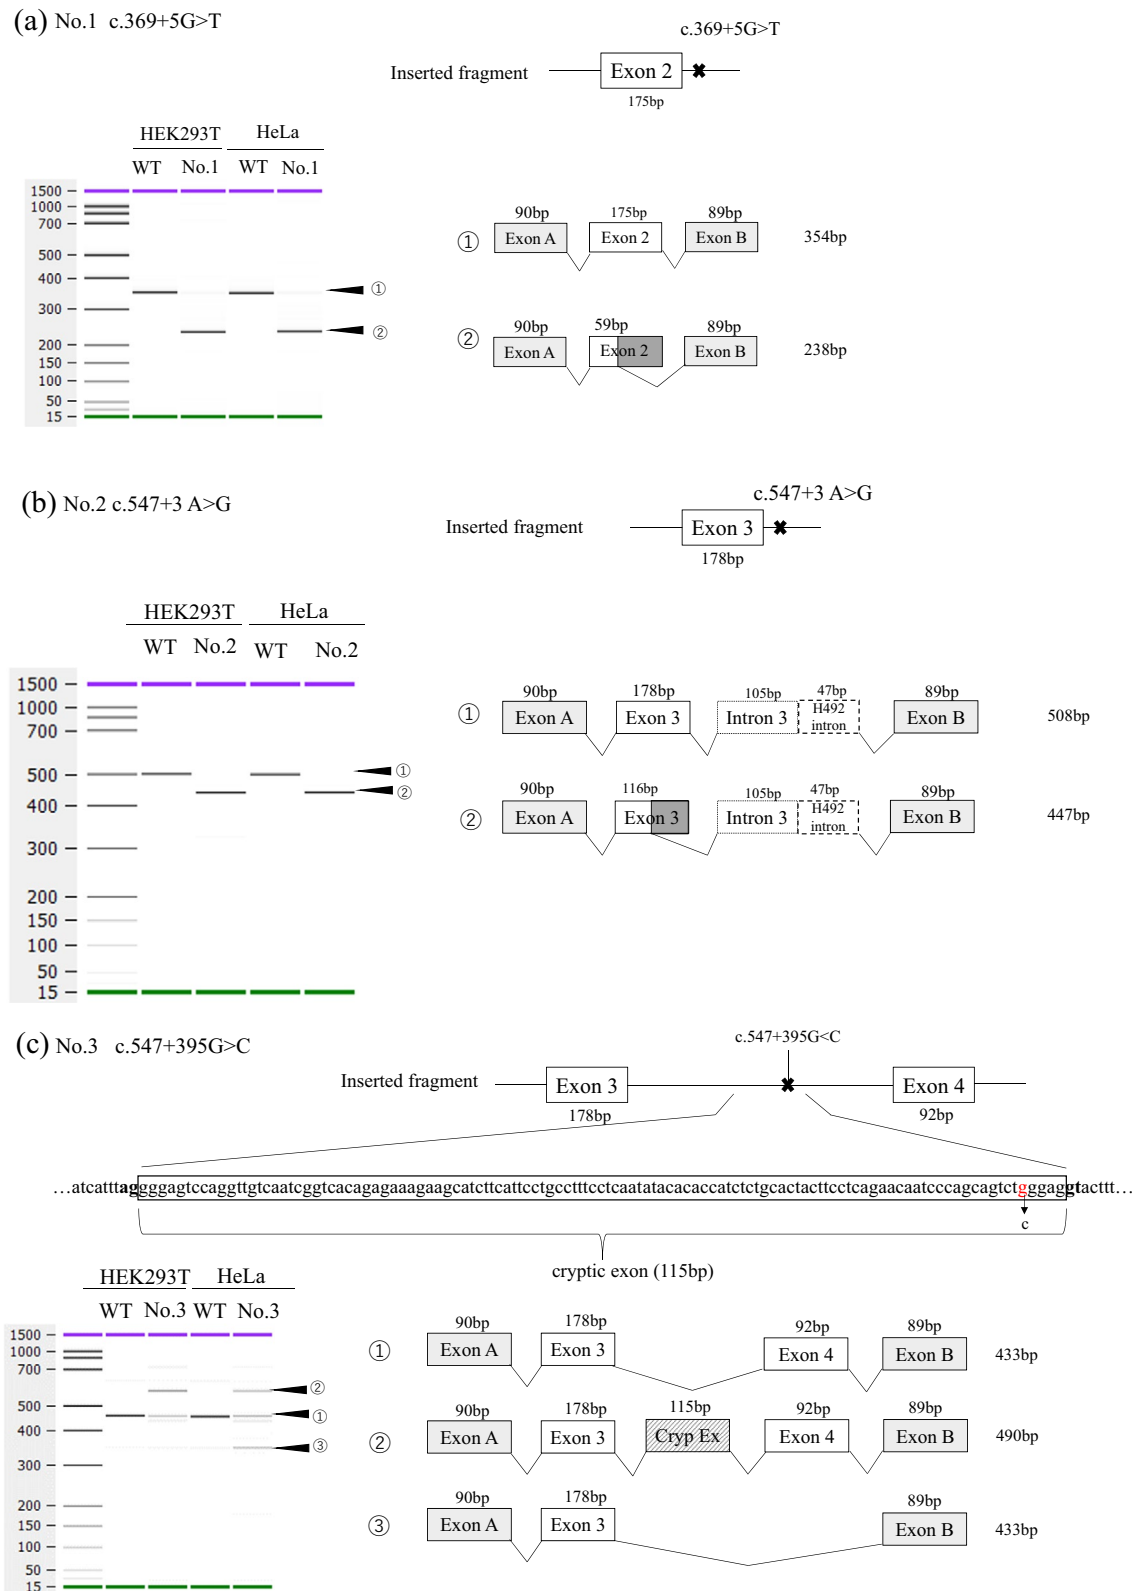 (a) No.1 c.369+5G>T
c.369+5G>T
Inserted fragment
Exon 2
175bp
HEK293T HeLa
WT No.1 WT No.1
1500
1000
700
500
400
300
200
150
100
50
15
①
②
90bp 175bp 89bp
① Exon A Exon 2 Exon B 354bp
90bp 59bp 89bp
② Exon A Exon 2 Exon B 238bp
(b) No.2 c.547+3 A>G
c.547+3 A>G
Inserted fragment
Exon 3
178bp
HEK293T HeLa
WT No.2 WT No.2
1500
1000
700
500
400
300
200
150
100
50
15
①
②
90bp 178bp 105bp 47bp 89bp
① Exon A Exon 3 Intron 3 H492 intron Exon B 508bp
90bp 116bp 105bp 47bp 89bp
② Exon A Exon 3 Intron 3 H492 intron Exon B 447bp
(c) No.3 c.547+395G>C
c.547+395G<C
Inserted fragment
Exon 3 Exon 4
178bp 92bp
…atcatttaggggagtccaggttgtcaatcggtcacagagaaagaagcatcttcattcctgcctttcctcaatatacacaccatctctgcactacttcctcagaacaatcccagcagtctgggaggtacttt…
c
cryptic exon (115bp)
HEK293T HeLa
WT No.3 WT No.3
1500
1000
700
500
400
300
200
150
100
50
15
②
①
③
90bp 178bp 92bp 89bp
① Exon A Exon 3 Exon 4 Exon B 433bp
90bp 178bp 115bp 92bp 89bp
② Exon A Exon 3 Cryp Ex Exon 4 Exon B 490bp
90bp 178bp 89bp
③ Exon A Exon 3 Exon B 433bp